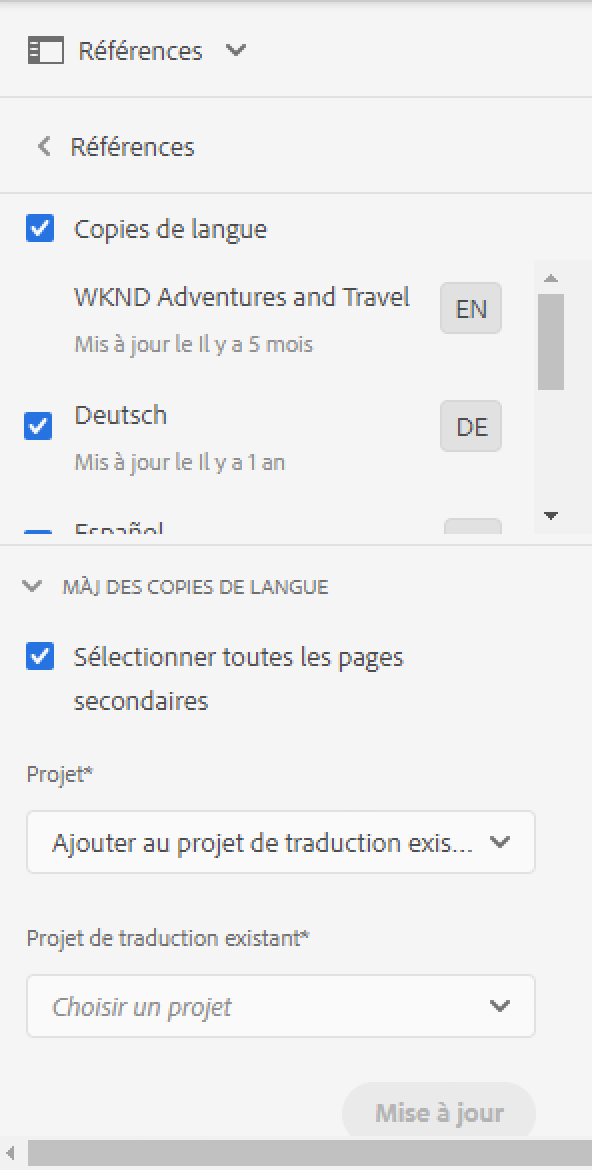 Références
Références
Copies de langue
WKND Adventures and Travel
EN
Mis à jour le Il y a 5 mois
Deutsch
DE
Mis à jour le Il y a 1 an
Español
MÀJ DES COPIES DE LANGUE
Sélectionner toutes les pages
secondaires
Projet*
Ajouter au projet de traduction exis...
Projet de traduction existant*
Choisir un projet
Mise à jour